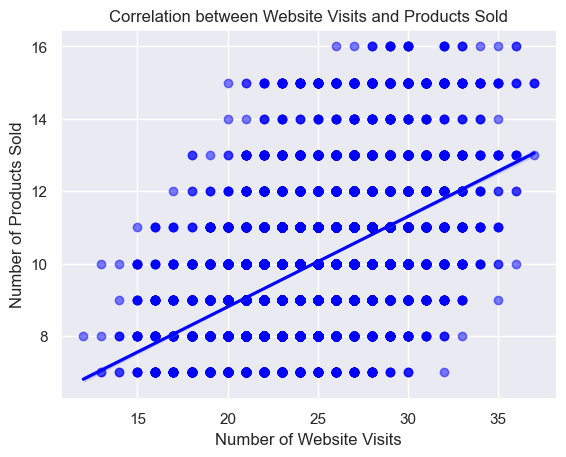 Correlation between Website Visits and Products Sold
16
14
12
10
8
Number of Products Sold
15 20 25 30 35
Number of Website Visits